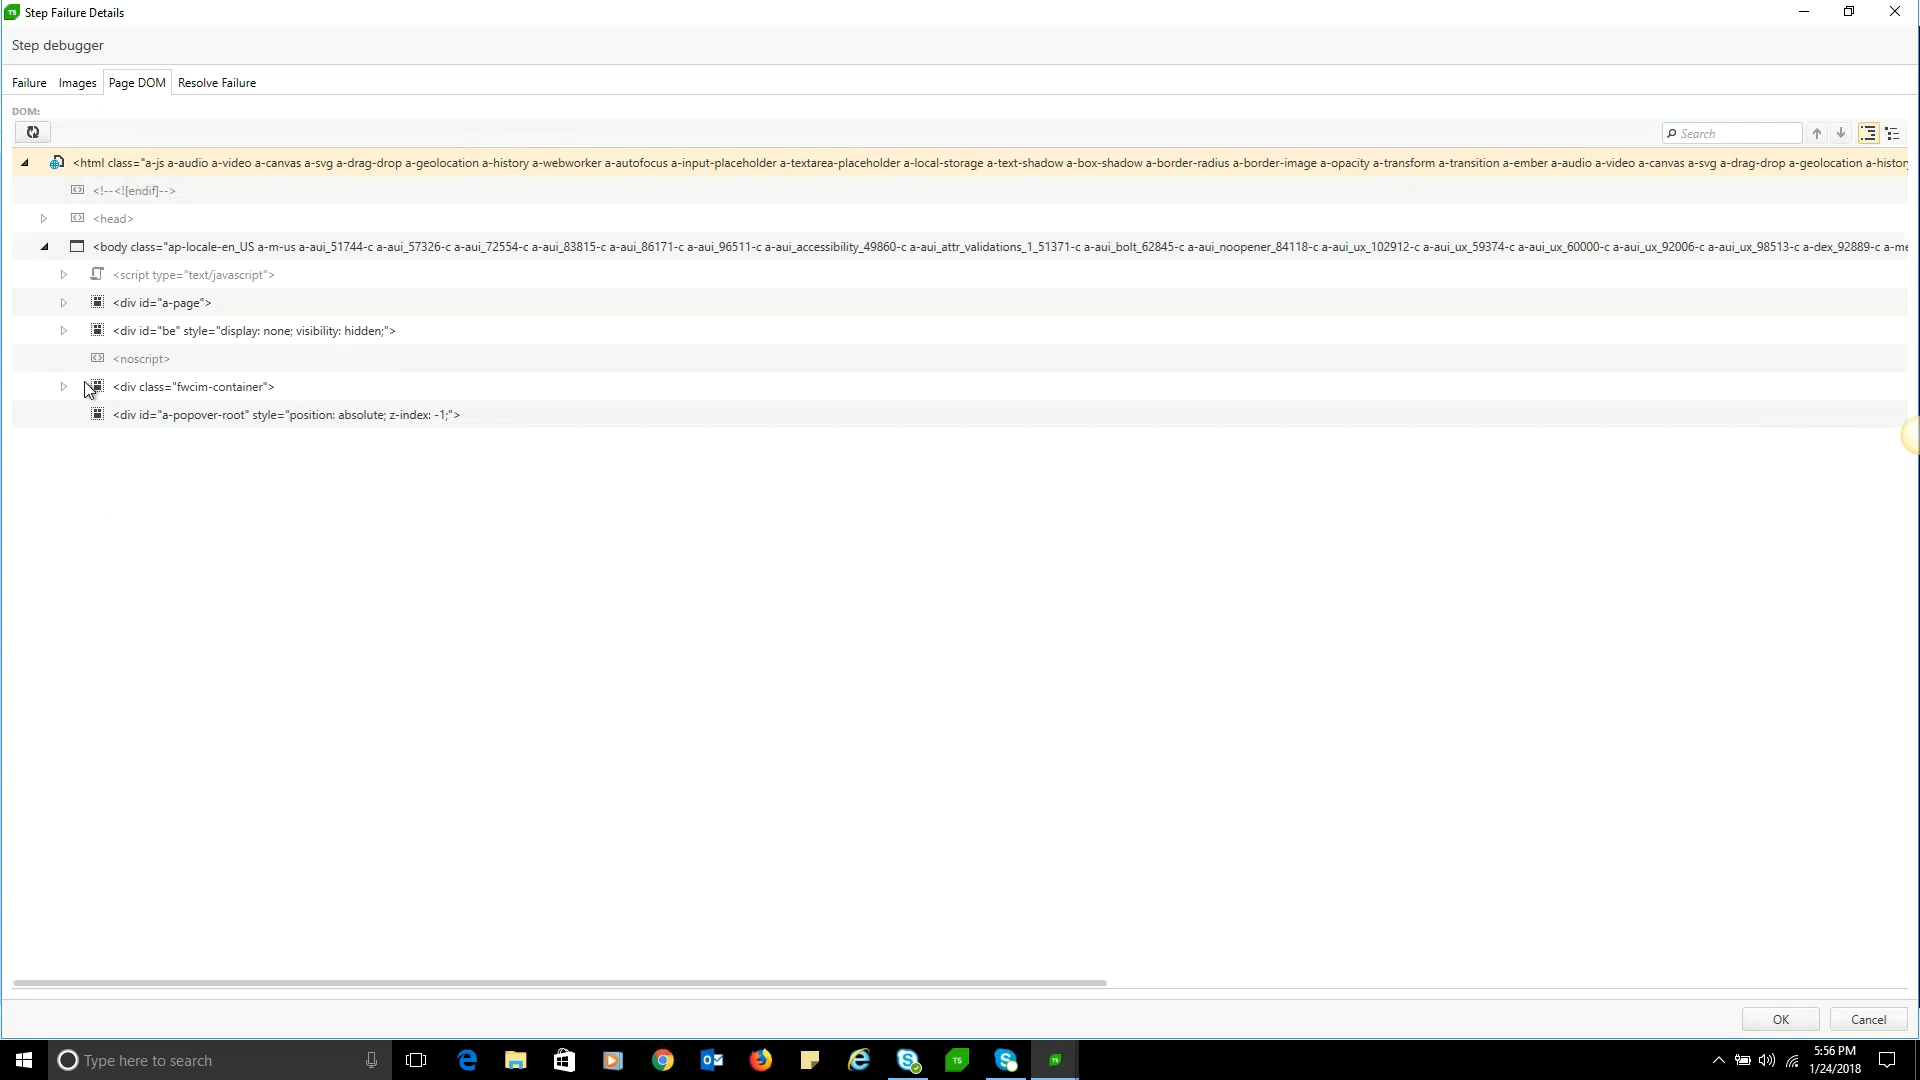 TS Step Failure Details
Step debugger
Failure Images Page DOM Resolve Failure
DOM:
Search
<html class="a-js a-audio a-video a-canvas a-svg a-drag-drop a-geolocation a-history a-webworker a-autofocus a-input-placeholder a-textarea-placeholder a-local-storage a-text-shadow a-box-shadow a-border-radius a-border-image a-opacity a-transform a-transition a-ember a-audio a-video a-canvas a-svg a-drag-drop a-geolocation a-history
<!--<![endif]-->
<head>
<body class="ap-locale-en_US a-m-us a-aui_51744-c a-aui_57326-c a-aui_72554-c a-aui_83815-c a-aui_86171-c a-aui_96511-c a-aui_accessibility_49860-c a-aui_attr_validations_1_51371-c a-aui_bolt_62845-c a-aui_noopener_84118-c a-aui_ux_102912-c a-aui_ux_59374-c a-aui_ux_60000-c a-aui_ux_92006-c a-aui_ux_98513-c a-dex_92889-c a-me
<script type="text/javascript">
<div id="a-page">
<div id="be" style="display: none; visibility: hidden;">
<noscript>
<div class="fwcim-container">
<div id="a-popover-root" style="position: absolute; z-index: -1;">
OK Cancel
Type here to search
TS
5:56 PM
1/24/2018